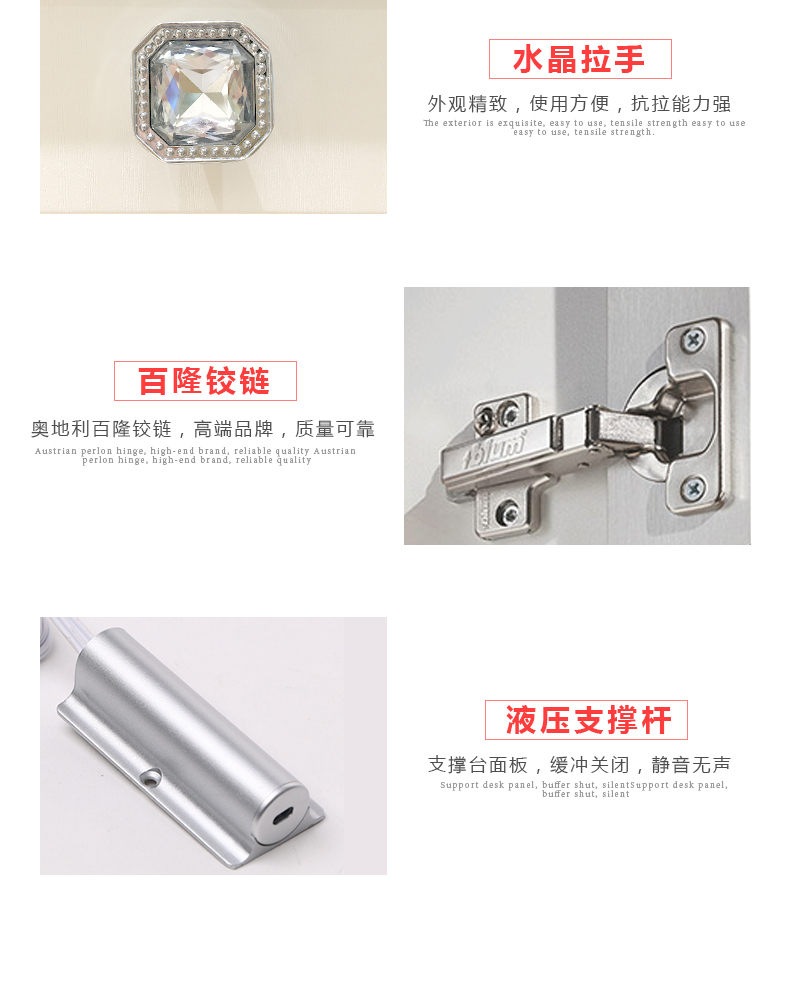 水晶拉手
外观精致，使用方便，抗拉能力强
The exterior is exquisite, easy to use, tensile strength easy to use
easy to use, tensile strength.
百隆铰链
奥地利百隆铰链，高端品牌，质量可靠
Austrian perlon hinge, high-end brand, reliable quality Austrian
perlon hinge, high-end brand, reliable quality
blum
液压支撑杆
支撑台面板，缓冲关闭，静音无声
Support desk panel, buffer shut, silentSupport desk panel,
buffer shut, silent